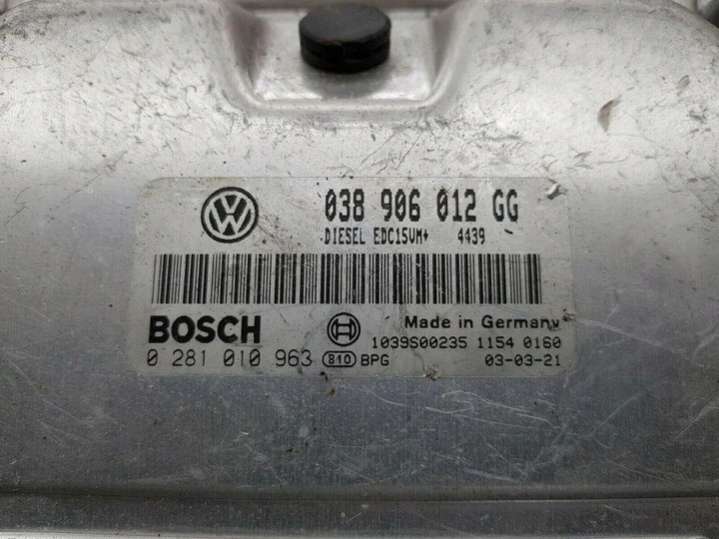 038 906 012 GG
DIESEL EDC15VM+ 4439
BOSCH
Made in Germany
1039S00235 1154 0160
0 281 010 963 810 BPG 03-03-21